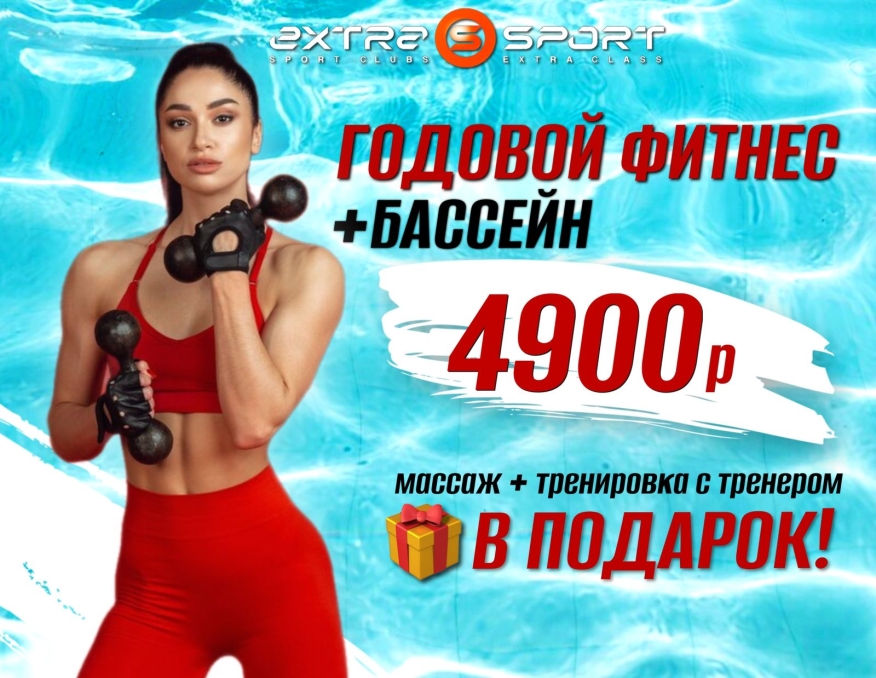 EXTRA S SPORT
SPORT CLUBS EXTRA CLASS
ГОДОВОЙ ФИТНЕС
+БАССЕЙН
4900р
массаж + тренировка с тренером
В ПОДАРОК!